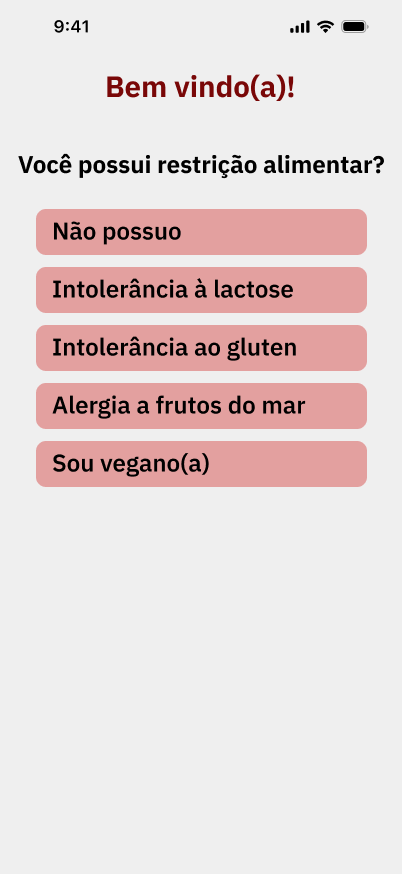 9:41
Bem vindo(a)!
Você possui restrição alimentar?
Não possuo
Intolerância à lactose
Intolerância ao gluten
Alergia a frutos do mar
Sou vegano(a)